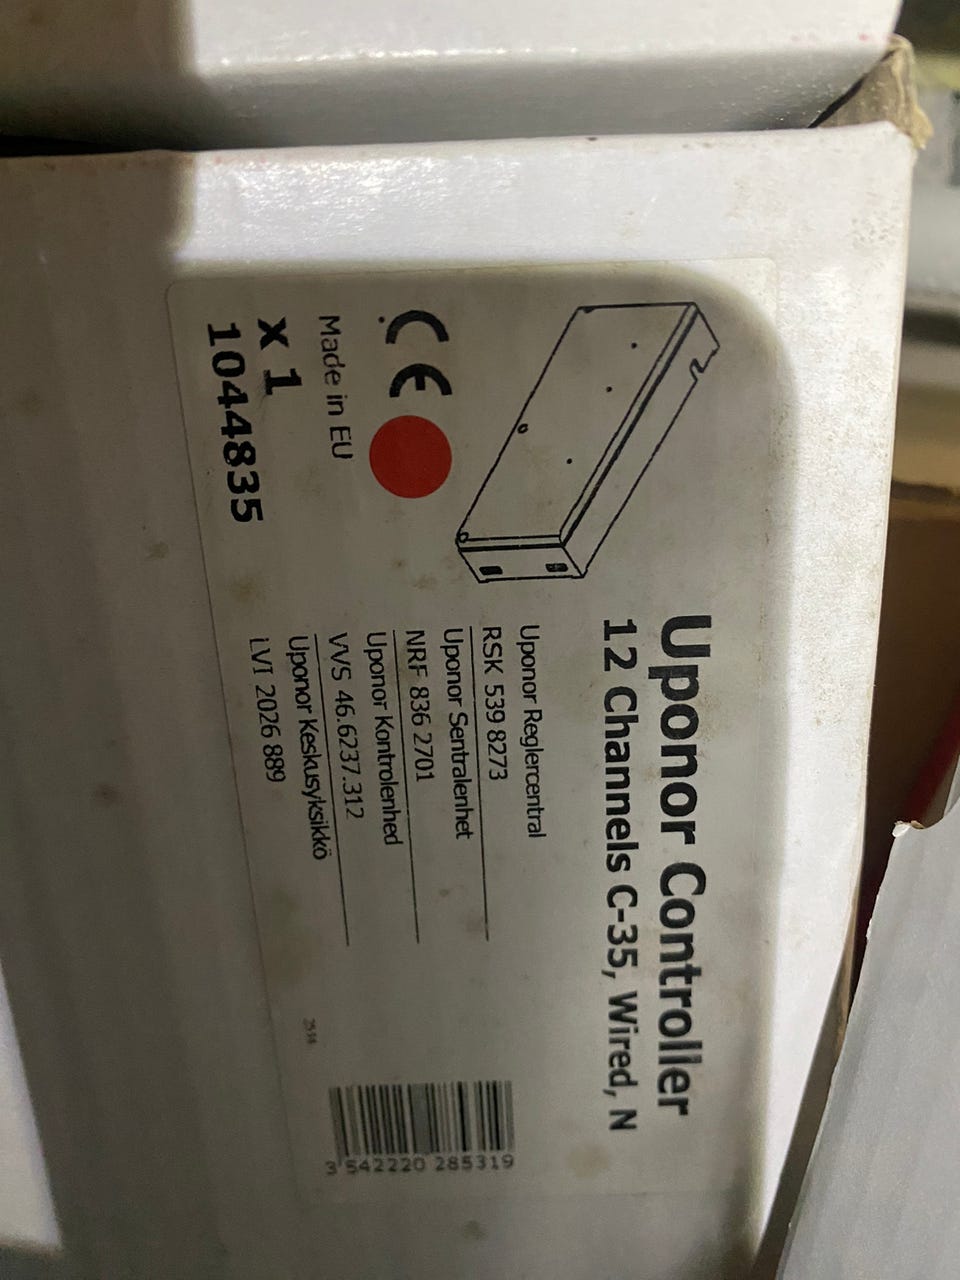 Uponor Controller
12 Channels C-35, Wired, N
Uponor Reglercentral
RSK 539 8273
Uponor Sentralenhet
NRF 836 2701
Uponor Kontrolenhed
VVS 46.6237.312
Uponor Keskusyksikkö
LVI 2026 889
CE
Made in EU
x 1
1044835
3 542220 285319